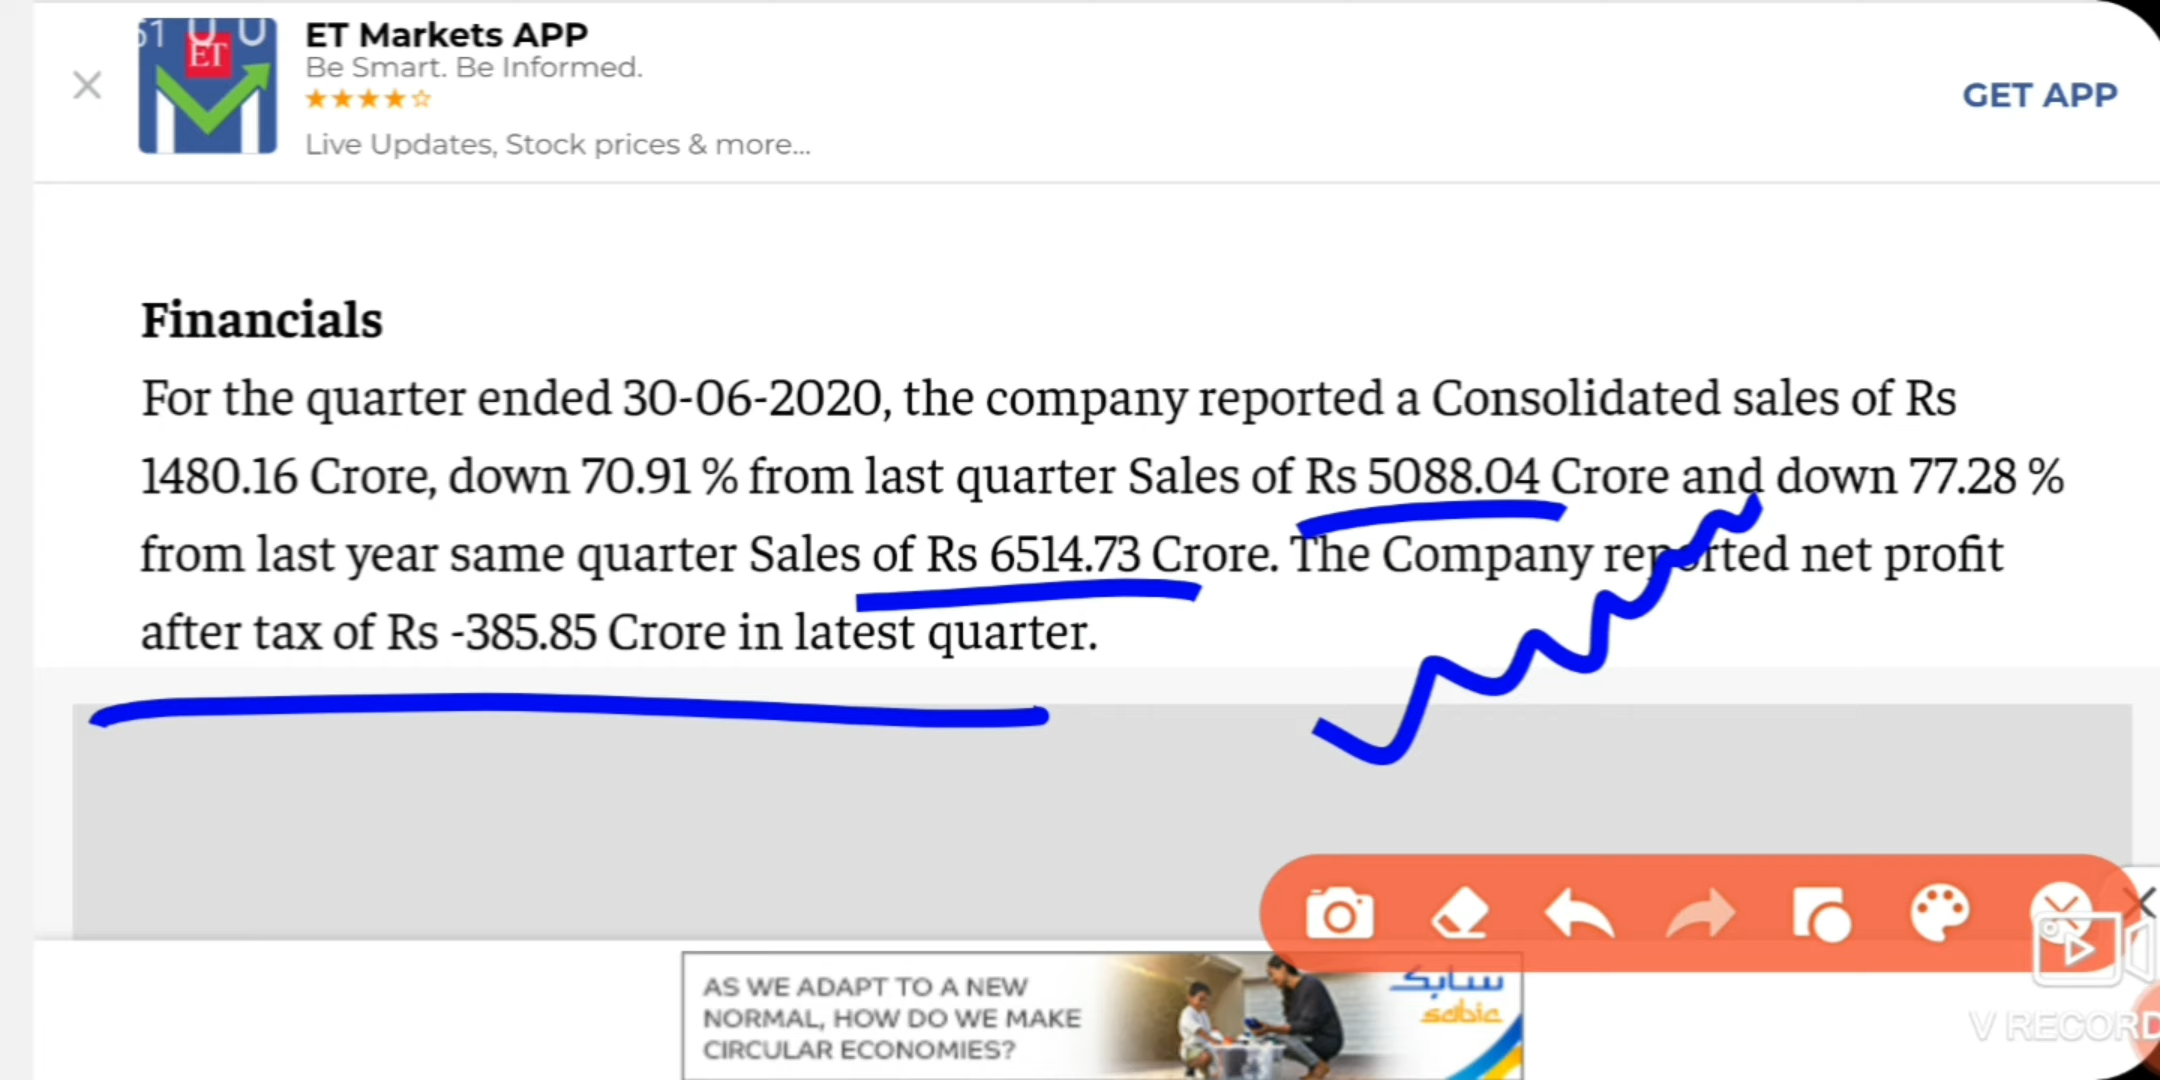 ET Markets APP
Be Smart. Be Informed.
Live Updates, Stock prices & more...
GET APP
ET
Financials
For the quarter ended 30-06-2020, the company reported a Consolidated sales of Rs
1480.16 Crore, down 70.91 % from last quarter Sales of Rs 5088.04 Crore and down 77.28 %
from last year same quarter Sales of Rs 6514.73 Crore. The Company reported net profit
after tax of Rs -385.85 Crore in latest quarter.
AS WE ADAPT TO A NEW
NORMAL, HOW DO WE MAKE
CIRCULAR ECONOMIES?
سابك
sabic
V RECORD